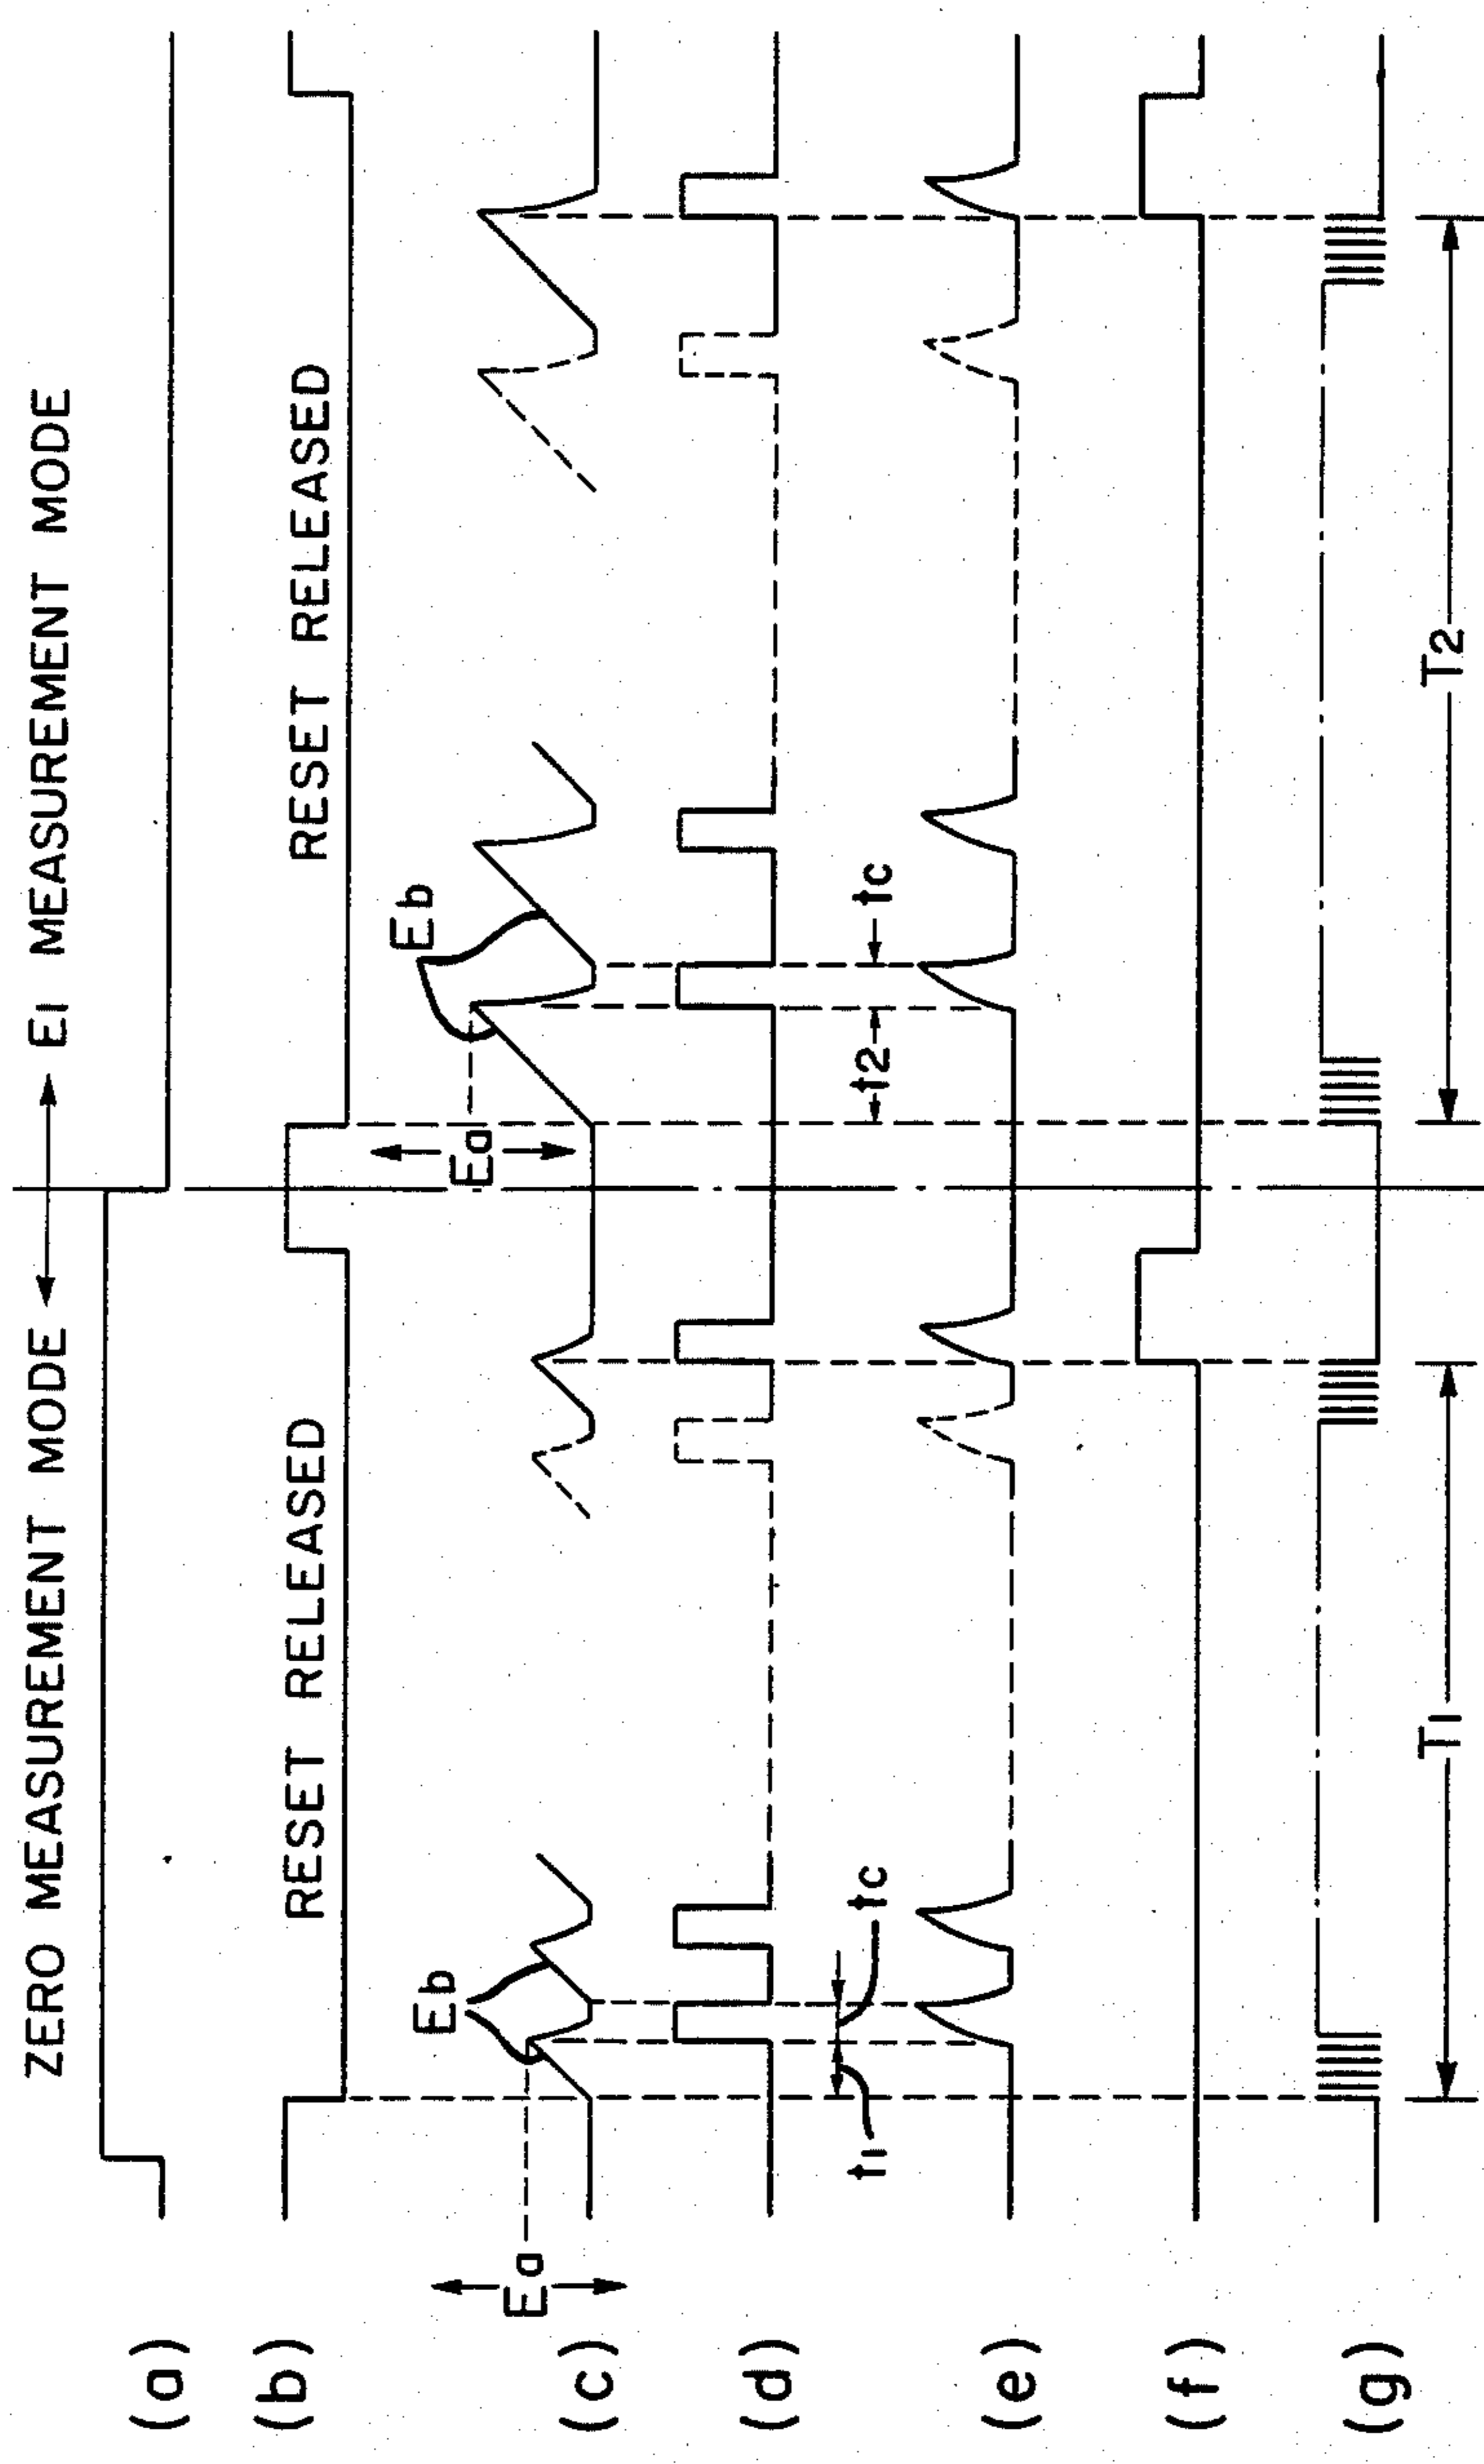 ZERO MEASUREMENT MODE
EI MEASUREMENT MODE
(a)
(b)
RESET RELEASED
RESET RELEASED
(c)
Ea
Eb
Ea
Eb
(d)
t1
tc
t2
tc
(e)
(f)
(g)
T1
T2